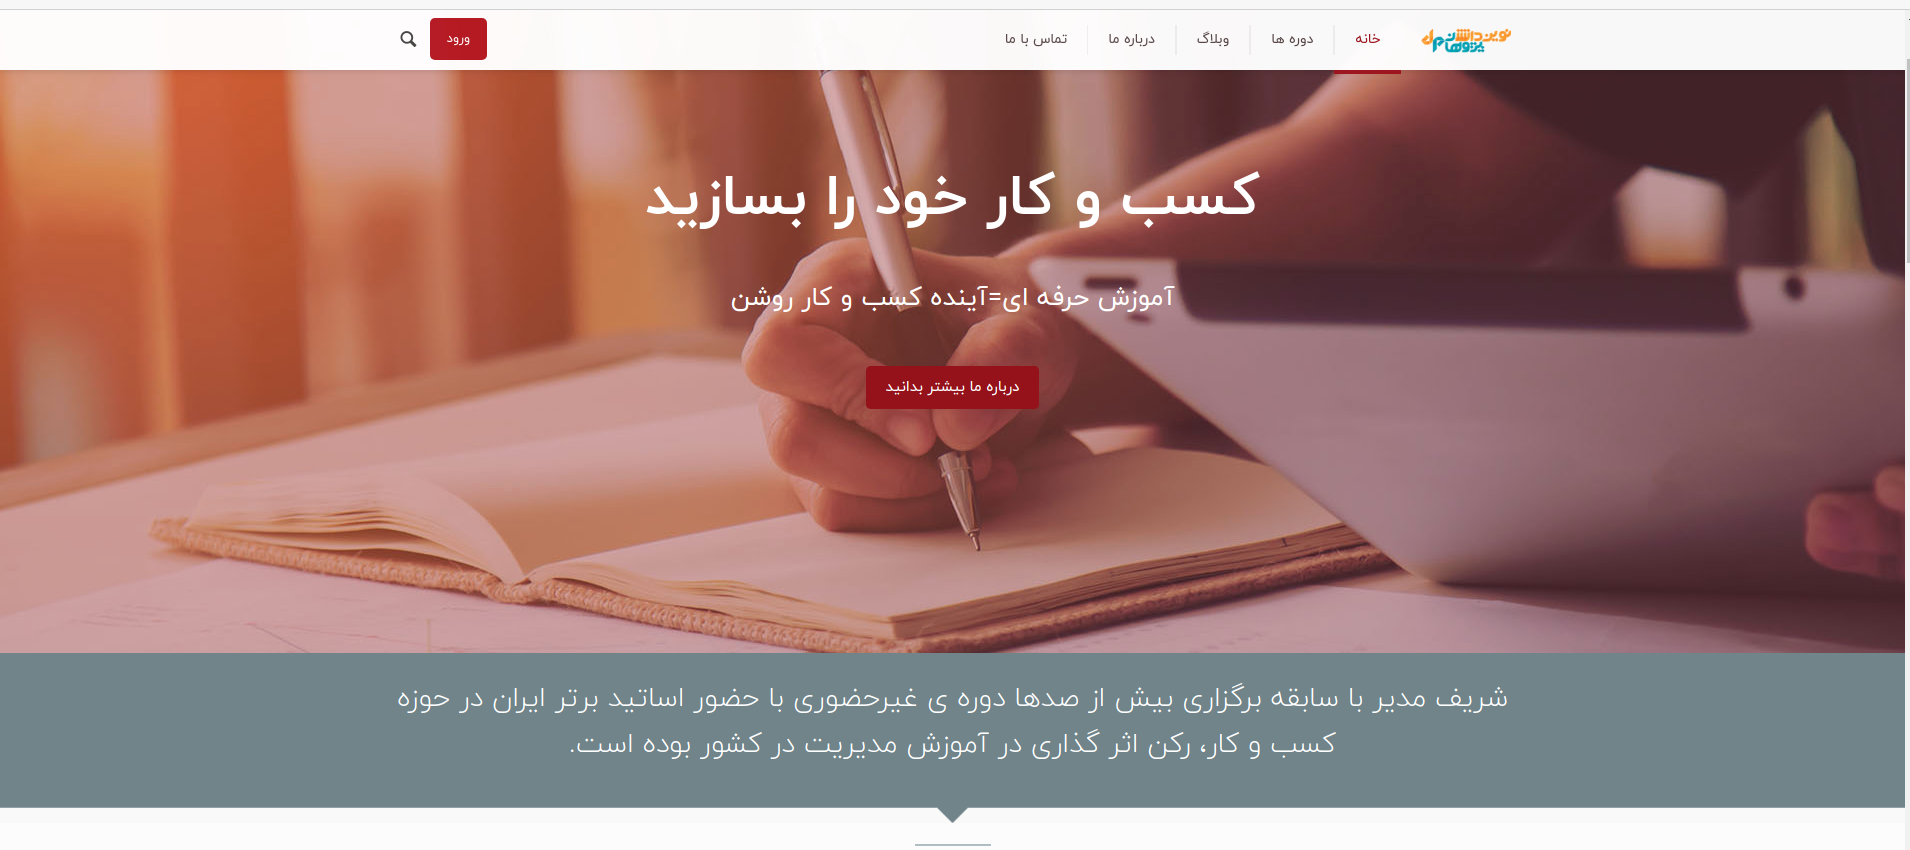 نوین دانش
پژوهان
خانه
دوره ها
وبلاگ
درباره ما
تماس با ما
ورود
کسب و کار خود را بسازید
آموزش حرفه ای=آینده کسب و کار روشن
درباره ما بیشتر بدانید
شریف مدیر با سابقه برگزاری بیش از صدها دوره ی غیرحضوری با حضور اساتید برتر ایران در حوزه
کسب و کار، رکن اثر گذاری در آموزش مدیریت در کشور بوده است.